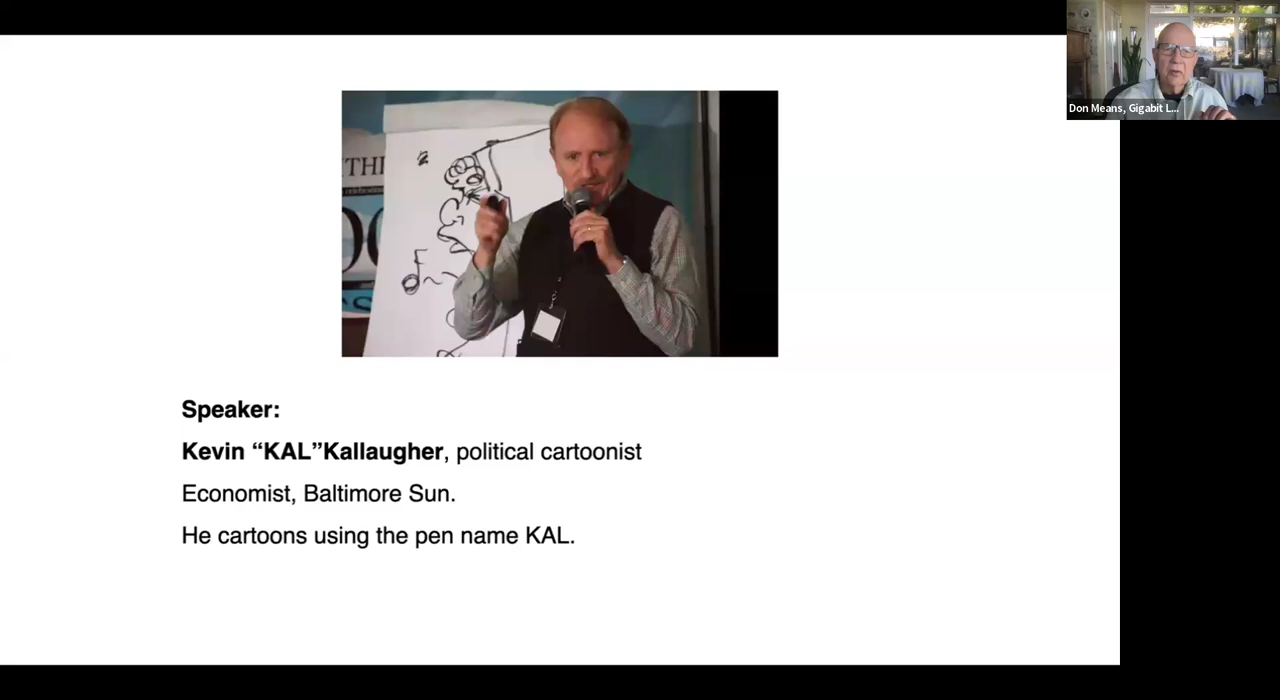 Don Means, Gigabit L...
THE
Speaker:
Kevin “KAL”Kallaugher, political cartoonist
Economist, Baltimore Sun.
He cartoons using the pen name KAL.